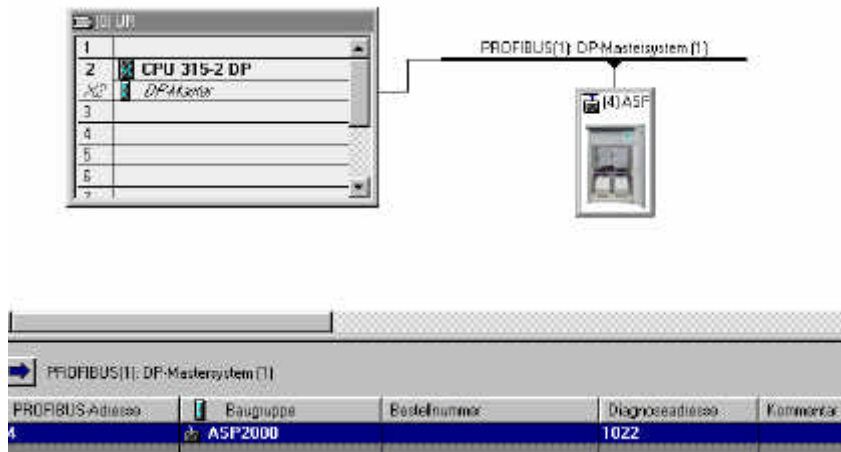 (0) UR
1
2 CPU 315-2 DP
X2 DP-Master
3
4
5
6
7
PROFIBUS(1): DP-Mastersystem (1)
(4) ASP
PROFIBUS(1): DP-Mastersystem (1)
PROFIBUS-Adresse Baugruppe Bestellnummer Diagnoseadresse Kommentar
4 ASP2000 1022